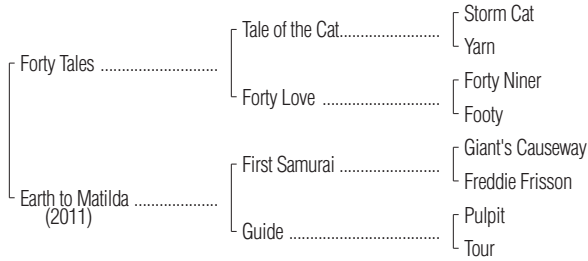 Storm Cat
Tale of the Cat..........................
Yarn
Forty Tales ..............................
Forty Niner
Forty Love ..............................
Footy
Giant's Causeway
First Samurai ..........................
Freddie Frisson
Earth to Matilda .....................
(2011)
Pulpit
Guide ......................................
Tour